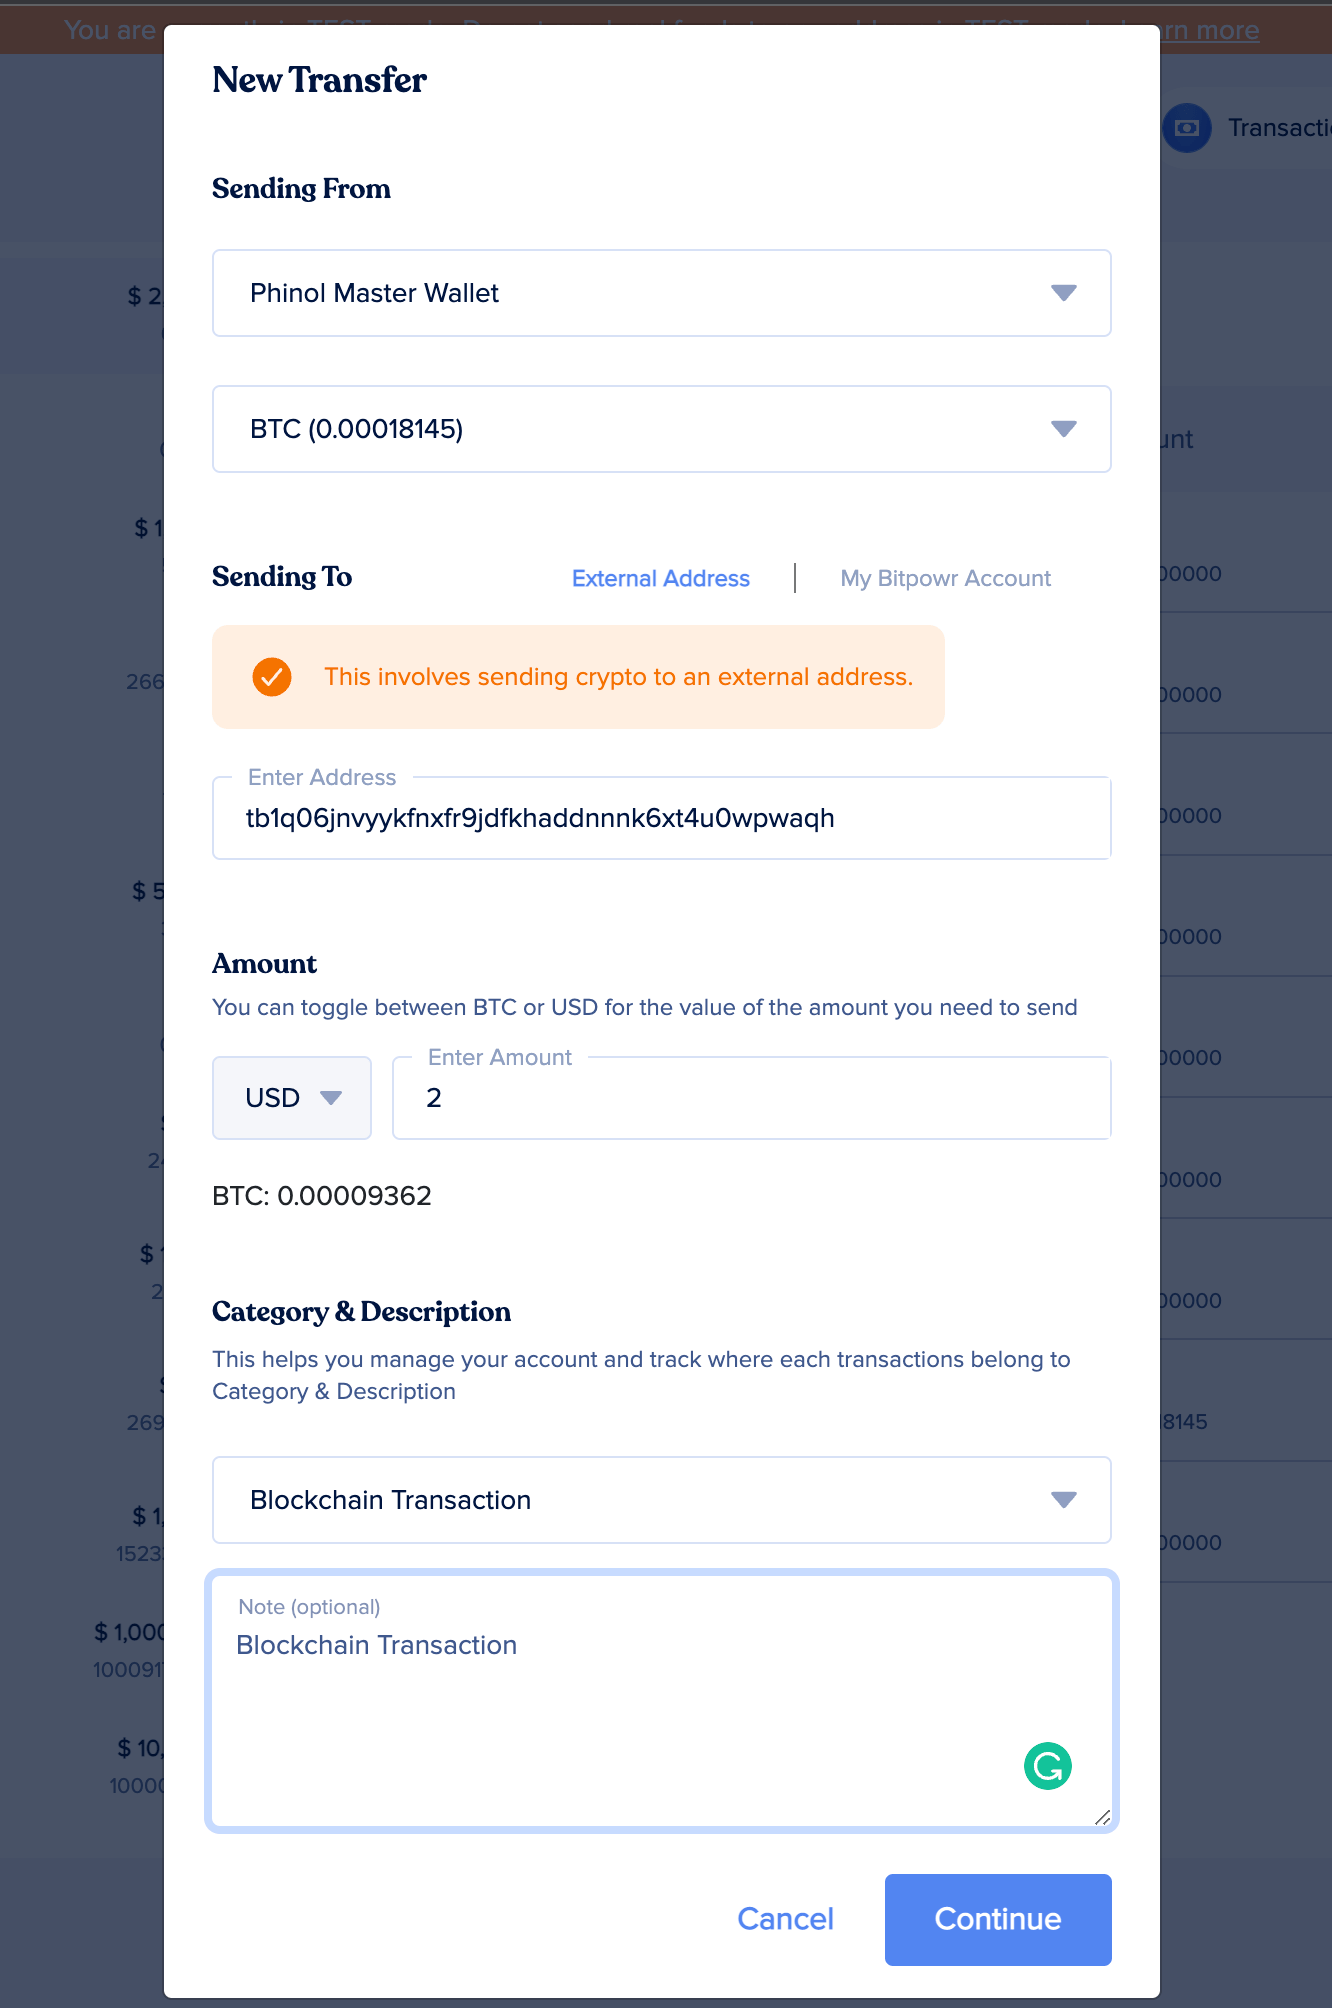 You are
TEST
rn more
New Transfer
Transacti
Sending From
$ 2
Phinol Master Wallet
BTC (0.00018145)
unt
$ 1
Sending To
External Address
My Bitpowr Account
00000
This involves sending crypto to an external address.
266
00000
Enter Address
tb1q06jnvyykfnxfr9jdfkhaddnnnk6xt4u0wpwaqh
00000
$ 5
00000
Amount
You can toggle between BTC or USD for the value of the amount you need to send
USD
Enter Amount
2
00000
24
00000
BTC: 0.00009362
$ 1
2
00000
Category & Description
This helps you manage your account and track where each transactions belong to
Category & Description
269
8145
Blockchain Transaction
$ 1,
1523
00000
Note (optional)
Blockchain Transaction
$ 1,000
100091
$ 10,
1000
Cancel
Continue